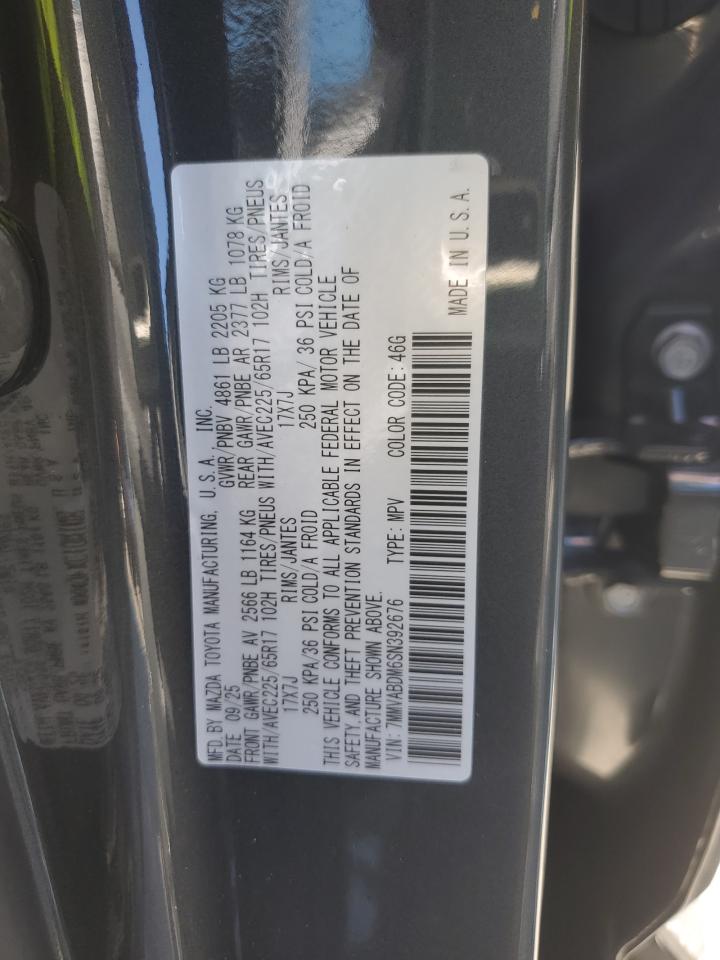 MFD.BY MAZDA TOYOTA MANUFACTURING, U.S.A. INC.
DATE 09/25 GVWR/PNBV 4861 LB 2205 KG
FRONT GAWR/PNBE AV 2566 LB 1164 KG REAR GAWR/PNBE AR 2377 LB 1078 KG
WITH/AVEC225/65R17 102H TIRES/PNEUS WITH/AVEC225/65R17 102H TIRES/PNEUS
17X7J RIMS/JANTES 17X7J RIMS/JANTES
250 KPA/36 PSI COLD/A FROID 250 KPA/36 PSI COLD/A FROID
THIS VEHICLE CONFORMS TO ALL APPLICABLE FEDERAL MOTOR VEHICLE
SAFETY,AND THEFT PREVENTION STANDARDS IN EFFECT ON THE DATE OF
MANUFACTURE SHOWN ABOVE.
VIN: 7MMVABDM6SN392676 TYPE: MPV COLOR CODE: 46G
MADE IN U.S.A.